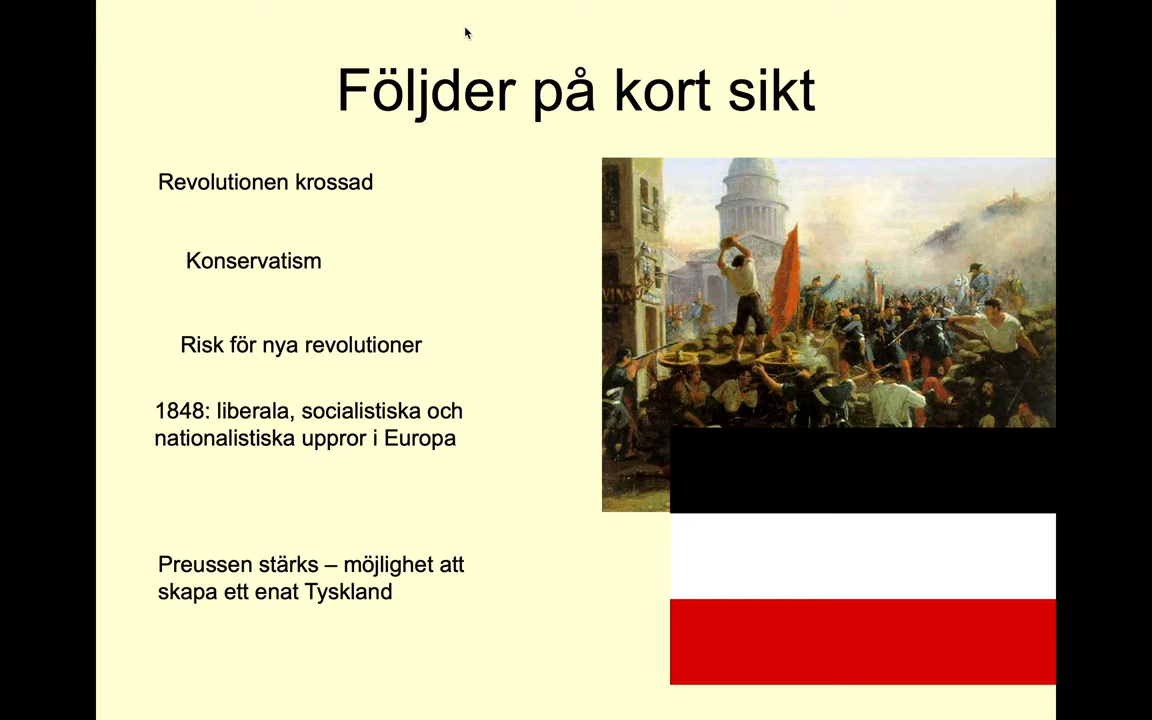 Följder på kort sikt
Revolutionen krossad
Konservatism
Risk för nya revolutioner
1848: liberala, socialistiska och
nationalistiska uppror i Europa
Preussen stärks – möjlighet att
skapa ett enat Tyskland